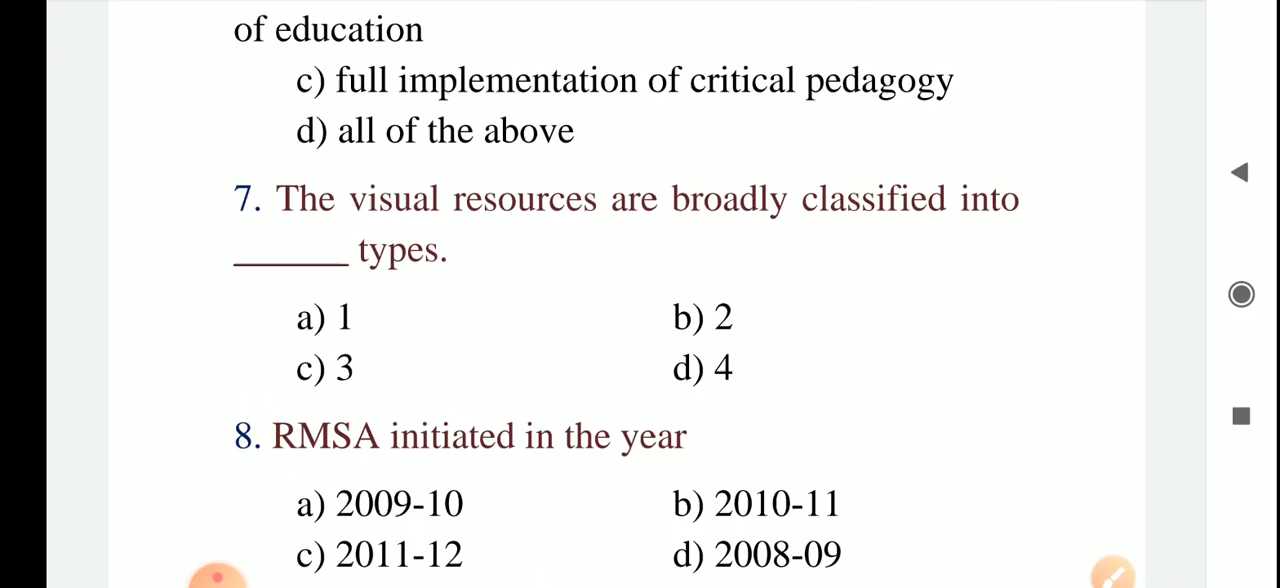 of education
c) full implementation of critical pedagogy
d) all of the above
7. The visual resources are broadly classified into
______ types.
a) 1 b) 2
c) 3 d) 4
8. RMSA initiated in the year
a) 2009-10 b) 2010-11
c) 2011-12 d) 2008-09